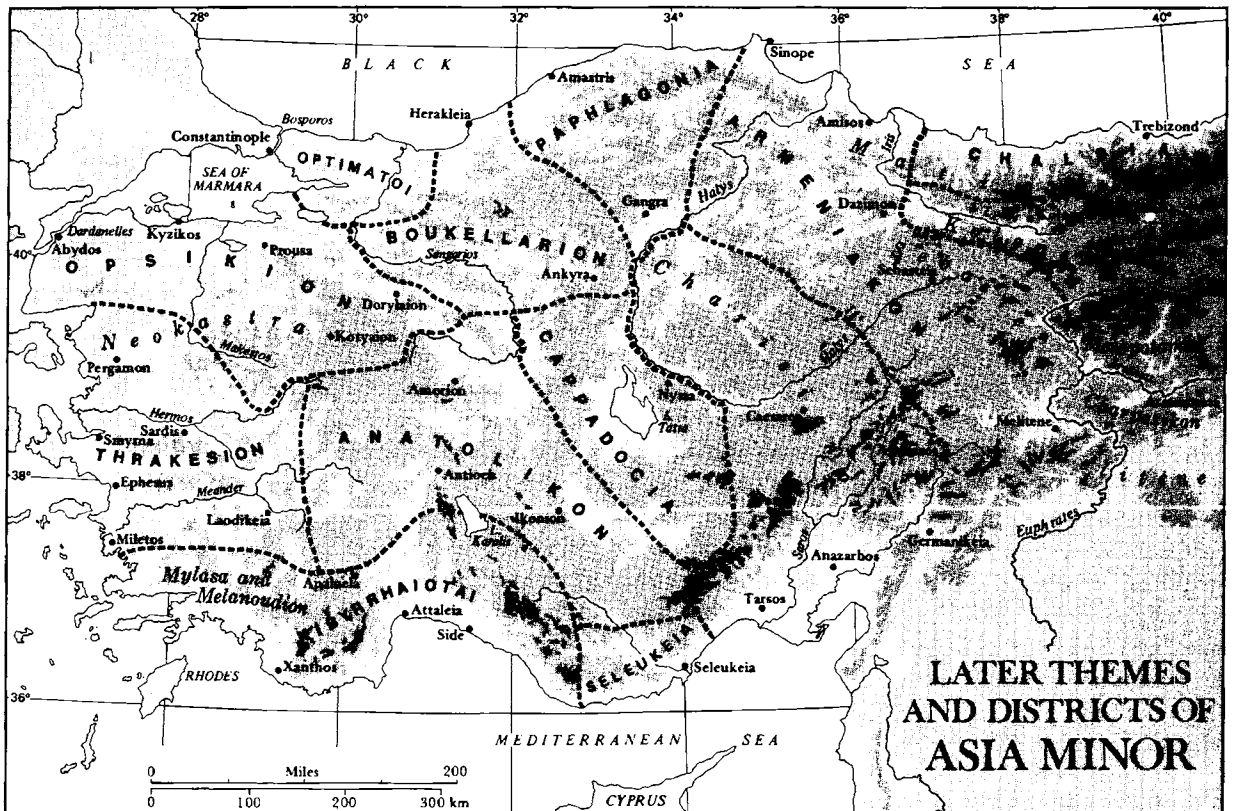 28°
30°
32°
34°
36°
38°
40°
BLACK
SEA
Sinope
Amastris
PAPHLAGONIA
Herakleia
Bosporos
Constantinople
OPTIMATOI
SEA OF
MARMARA
Amisos
Iris
Trebizond
CHALDIA
ARMENIAKON
Halys
Gangra
Dazimon
Dardanelles
Abydos
Kyzikos
40°
OPSIKION
Prousa
BOUKELLARION
Sangarios
Ankyra
Dorylaion
Neokastra
Kotyaion
Makestos
Pergamon
Charsianon
Halys
CAPPADOCIA
Amorion
Nyssa
Tatta
Caesarea
Melitene
Hermos
Sardis
Smyrna
THRAKESION
ANATOLIKON
38°
Ephesus
Meander
Antioch
Laodikeia
Ikonion
Karalis
Miletos
Saros
Germanikeia
Euphrates
Anazarbos
Mylasa and
Melanoudion
KIBYRRHAIOTAI
Attaleia
Side
Tarsos
Xanthos
RHODES
SELEUKEIA
Seleukeia
36°
MEDITERRANEAN SEA
CYPRUS
LATER THEMES
AND DISTRICTS OF
ASIA MINOR
0 Miles 200
0 100 200 300 km